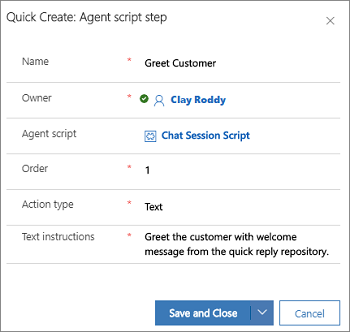 Quick Create: Agent script step
Name * Greet Customer
Owner * Clay Roddy
Agent script Chat Session Script
Order * 1
Action type * Text
Text instructions * Greet the customer with welcome
message from the quick reply repository.
Save and Close Cancel